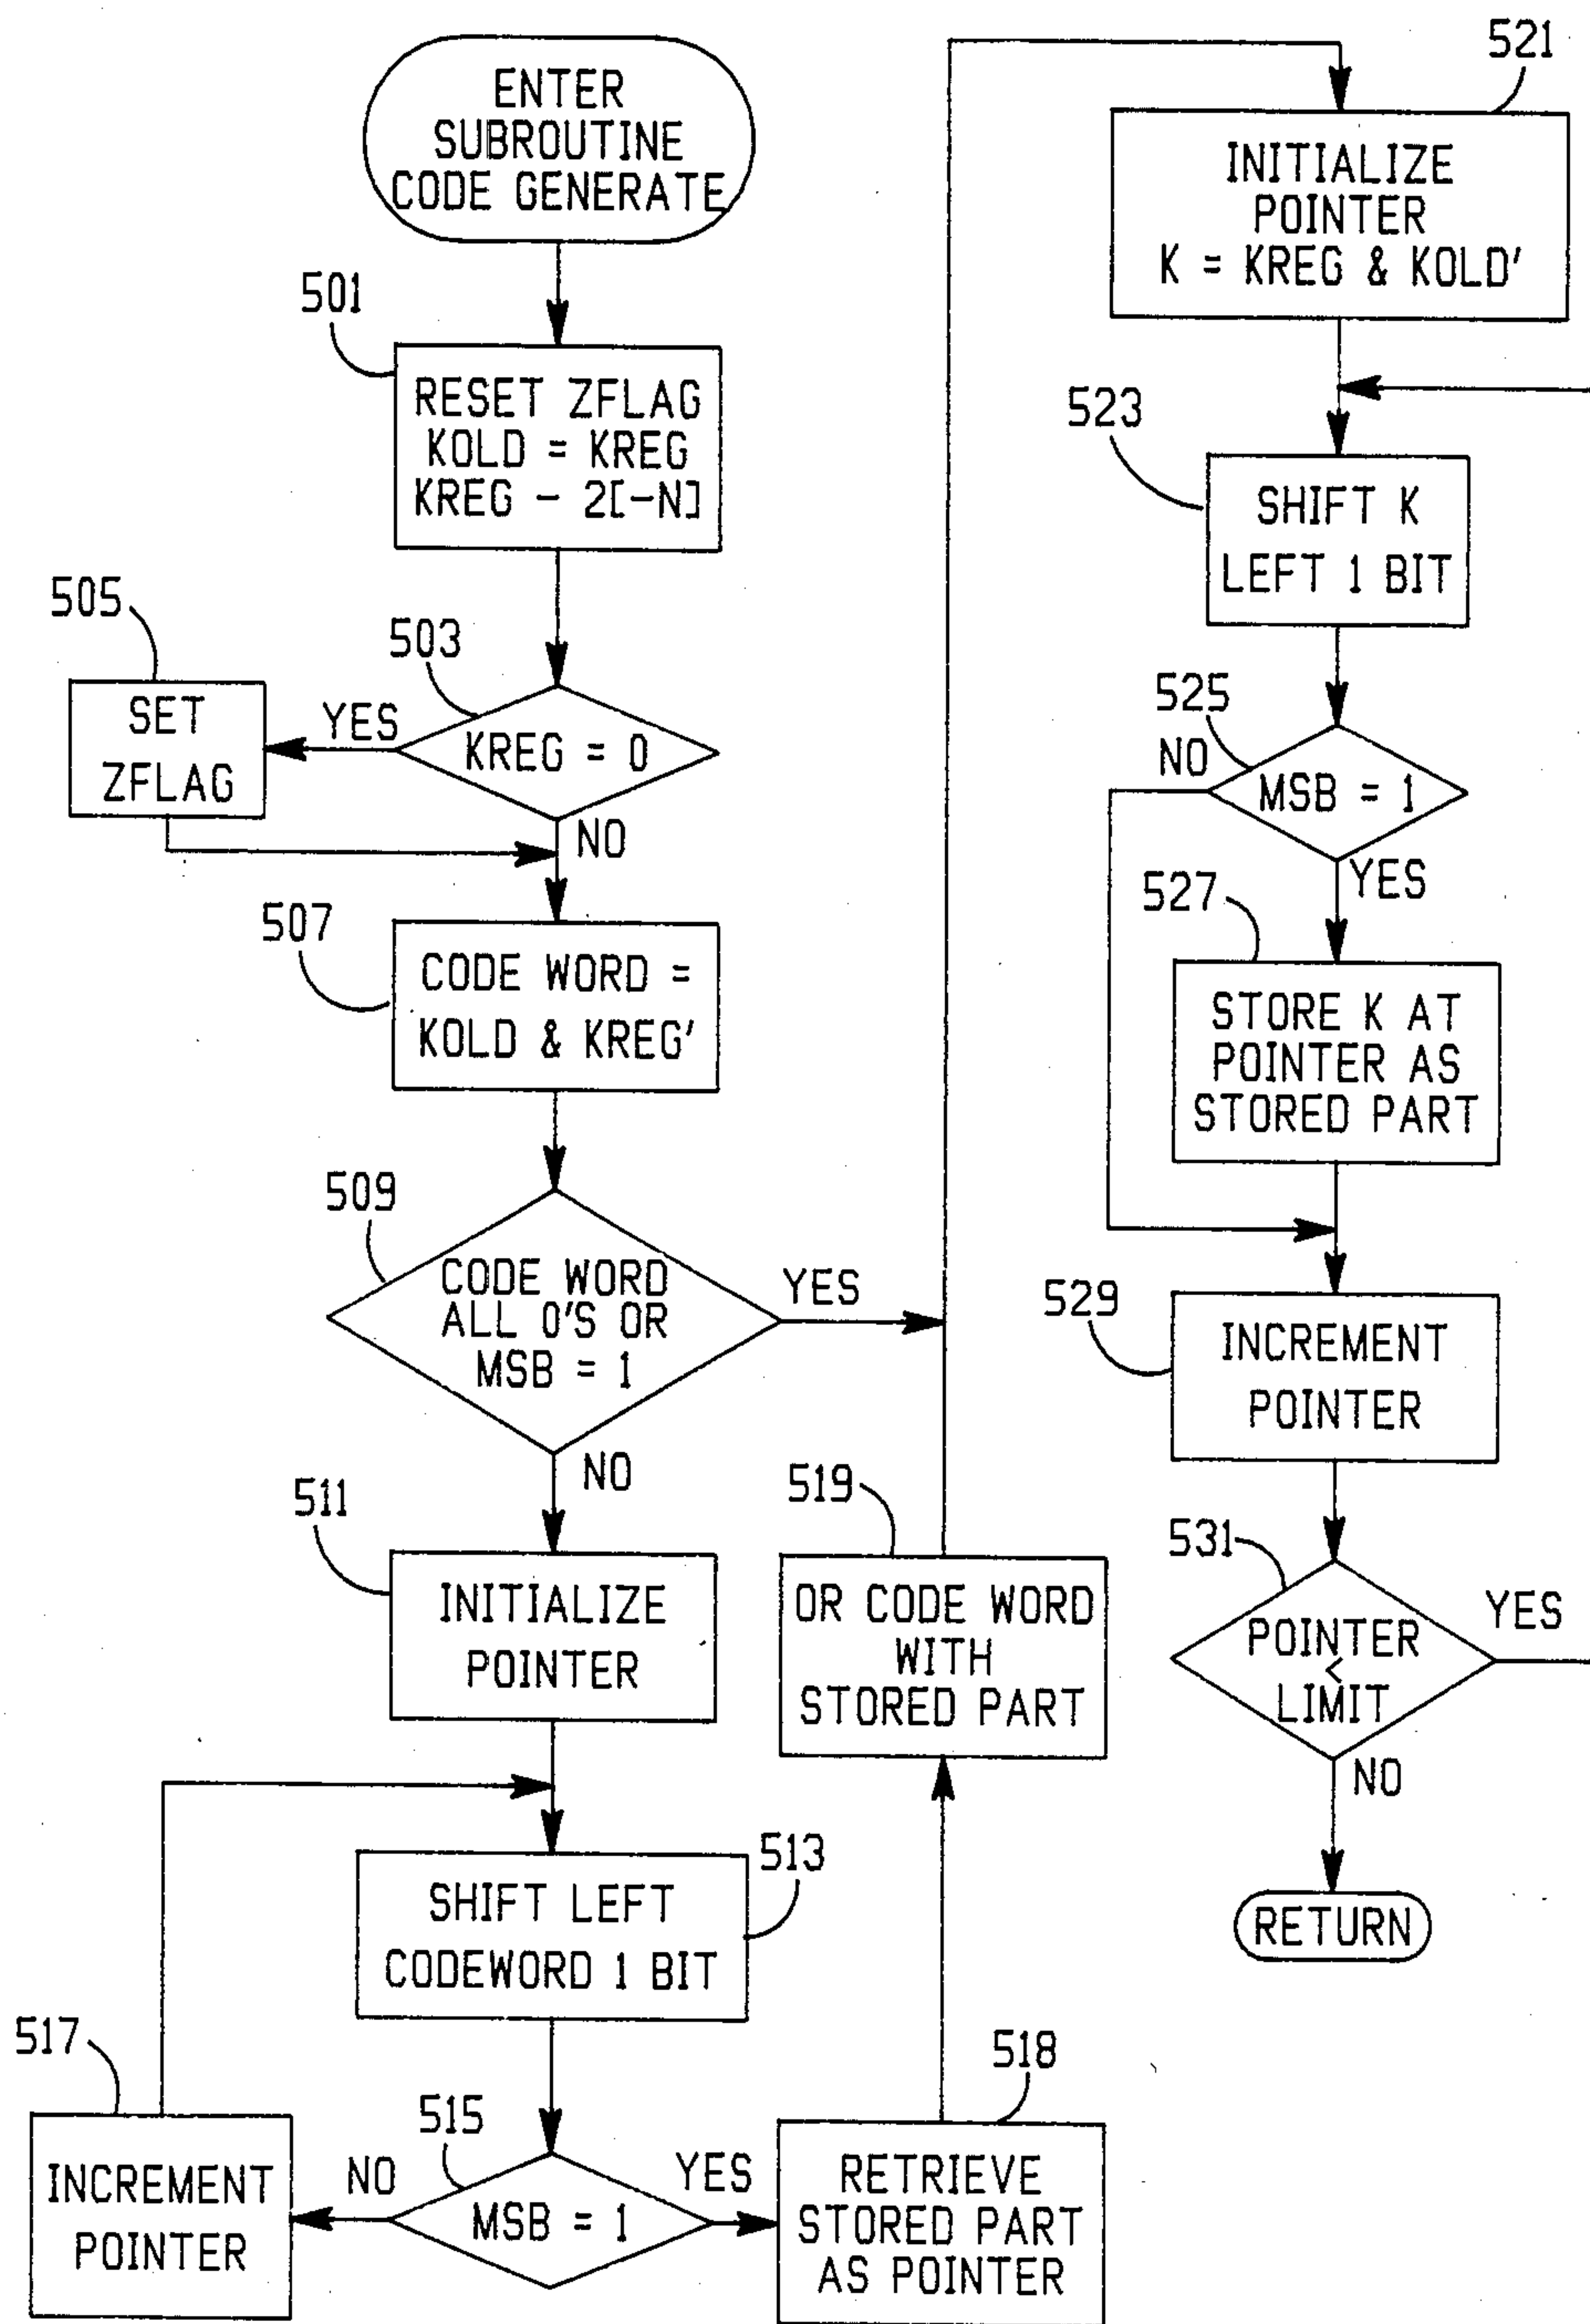 ENTER
SUBROUTINE
CODE GENERATE
501
RESET ZFLAG
KOLD = KREG
KREG - 2[-N]
503
KREG = 0
YES
NO
505
SET
ZFLAG
507
CODE WORD =
KOLD & KREG'
509
CODE WORD
ALL 0'S OR
MSB = 1
YES
NO
511
INITIALIZE
POINTER
513
SHIFT LEFT
CODEWORD 1 BIT
515
MSB = 1
NO
YES
517
INCREMENT
POINTER
518
RETRIEVE
STORED PART
AS POINTER
519
OR CODE WORD
WITH
STORED PART
521
INITIALIZE
POINTER
K = KREG & KOLD'
523
SHIFT K
LEFT 1 BIT
525
MSB = 1
NO
YES
527
STORE K AT
POINTER AS
STORED PART
529
INCREMENT
POINTER
531
POINTER
<
LIMIT
YES
NO
RETURN